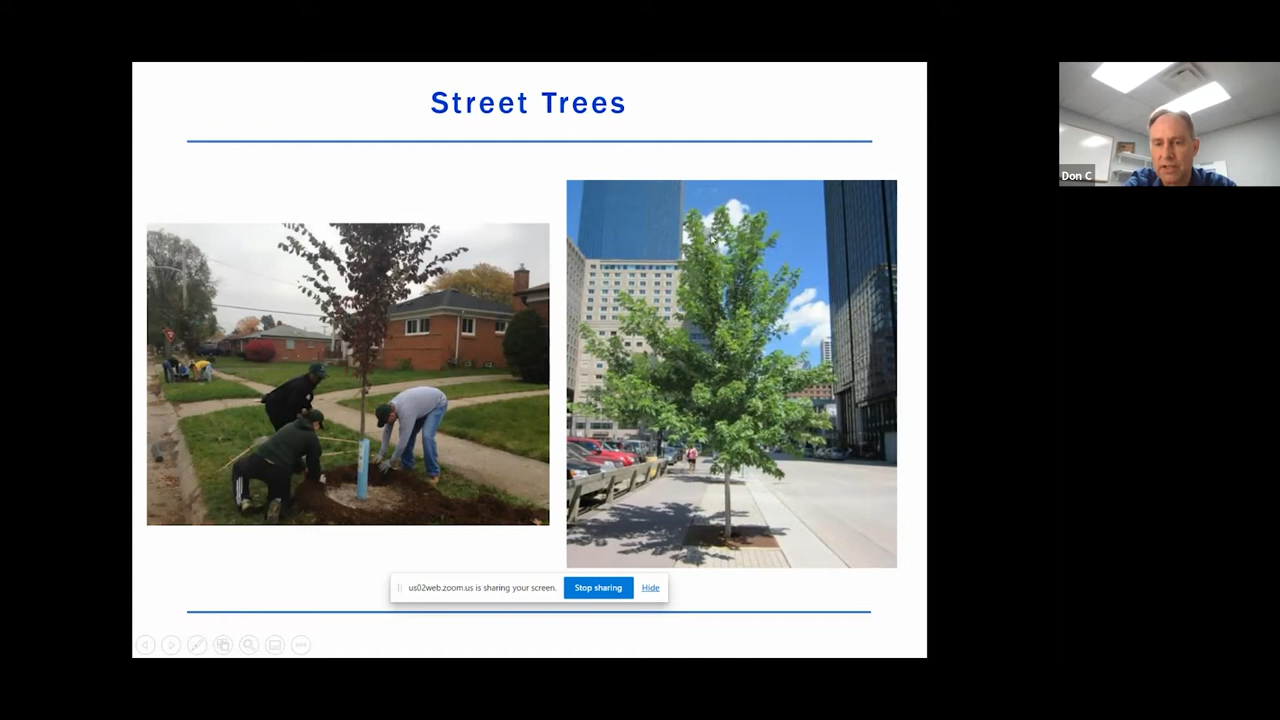 Street Trees
Don C
us02web.zoom.us is sharing your screen.
Stop sharing
Hide